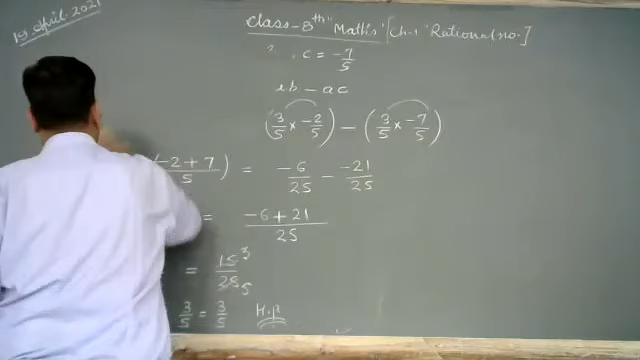 19 April. 2021
Class-8th "Maths" [Ch-1 "Rational no.]
c = -7/5
ab - ac
(3/5 × -2/5) - (3/5 × -7/5)
-2 + 7 / 5) = -6/25 - -21/25
= -6 + 21 / 25
= 15/25 3 5
3/5 = 3/5 H.P